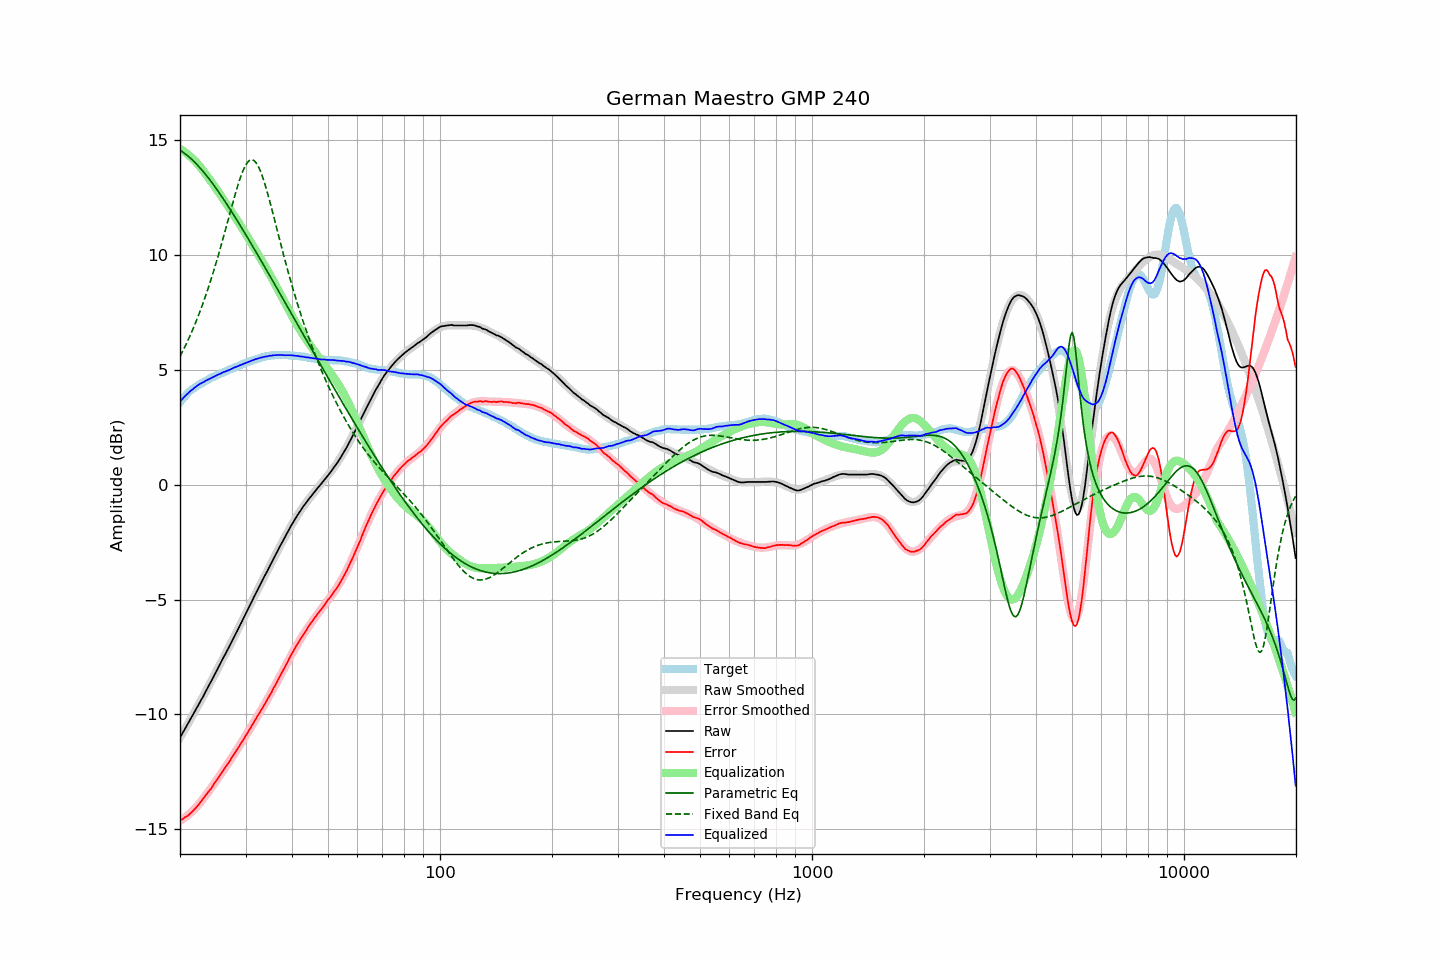 German Maestro GMP 240
15
10
5
0
−5
−10
−15
Amplitude (dBr)
100
1000
10000
Frequency (Hz)
Target
Raw Smoothed
Error Smoothed
Raw
Error
Equalization
Parametric Eq
Fixed Band Eq
Equalized